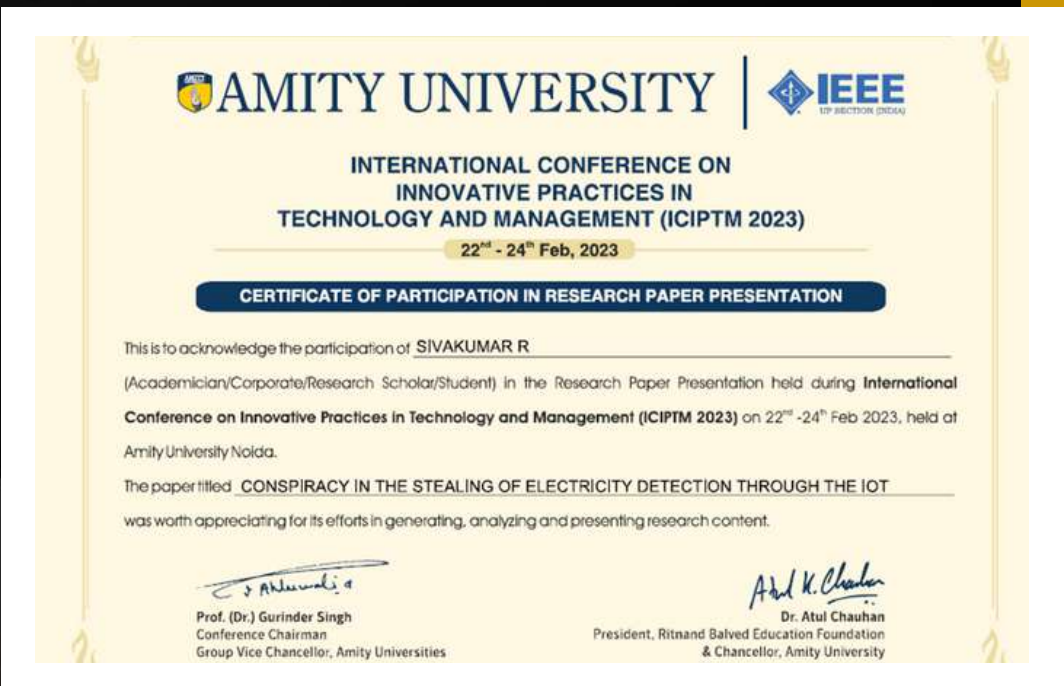 AMITY UNIVERSITY
IEEE
UP SECTION (INDIA)
INTERNATIONAL CONFERENCE ON
INNOVATIVE PRACTICES IN
TECHNOLOGY AND MANAGEMENT (ICIPTM 2023)
22nd - 24th Feb, 2023
CERTIFICATE OF PARTICIPATION IN RESEARCH PAPER PRESENTATION
This is to acknowledge the participation of SIVAKUMAR R
(Academician/Corporate/Research Scholar/Student) in the Research Paper Presentation held during International
Conference on Innovative Practices in Technology and Management (ICIPTM 2023) on 22nd -24th Feb 2023, held at
Amity University Noida.
The paper titled CONSPIRACY IN THE STEALING OF ELECTRICITY DETECTION THROUGH THE IOT
was worth appreciating for its efforts in generating, analyzing and presenting research content.
Atul K. Chauhan
Prof. (Dr.) Gurinder Singh
Conference Chairman
Group Vice Chancellor, Amity Universities
Dr. Atul Chauhan
President, Ritnand Balved Education Foundation
& Chancellor, Amity University